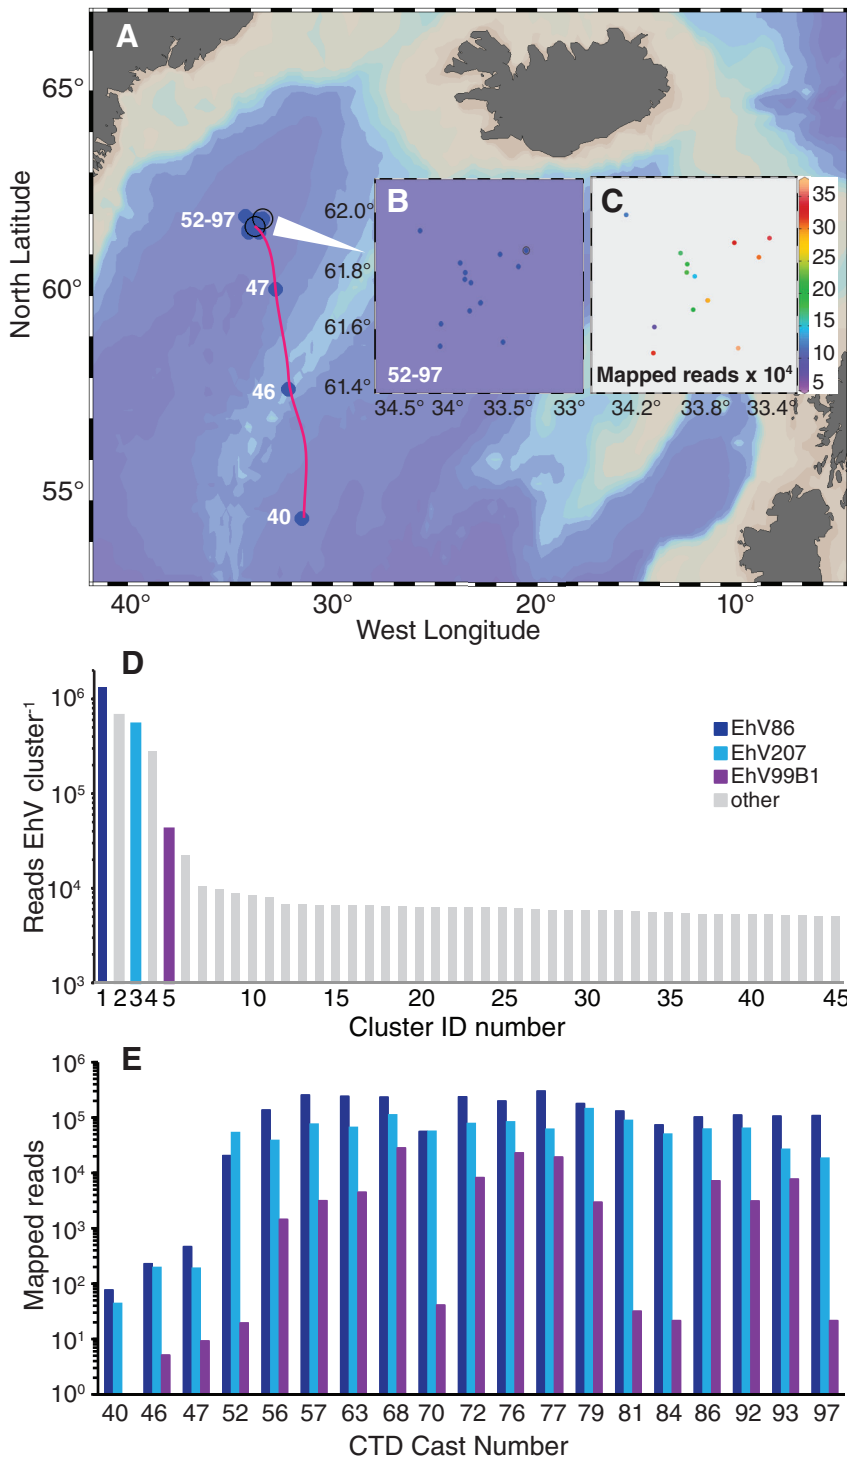 A
65°
60°
55°
North Latitude
40°
30°
20°
10°
West Longitude
52-97
47
46
40
B
62.0°
61.8°
61.6°
61.4°
52-97
34.5°
34°
33.5°
33°
C
Mapped reads x 10⁴
34.2°
33.8°
33.4°
35
30
25
20
15
10
5
D
Reads EhV cluster⁻¹
10⁶
10⁵
10⁴
10³
EhV86
EhV207
EhV99B1
other
1 2 3 4 5 10 15 20 25 30 35 40 45
Cluster ID number
E
Mapped reads
10⁶
10⁵
10⁴
10³
10²
10¹
10⁰
40 46 47 52 56 57 63 68 70 72 76 77 79 81 84 86 92 93 97
CTD Cast Number